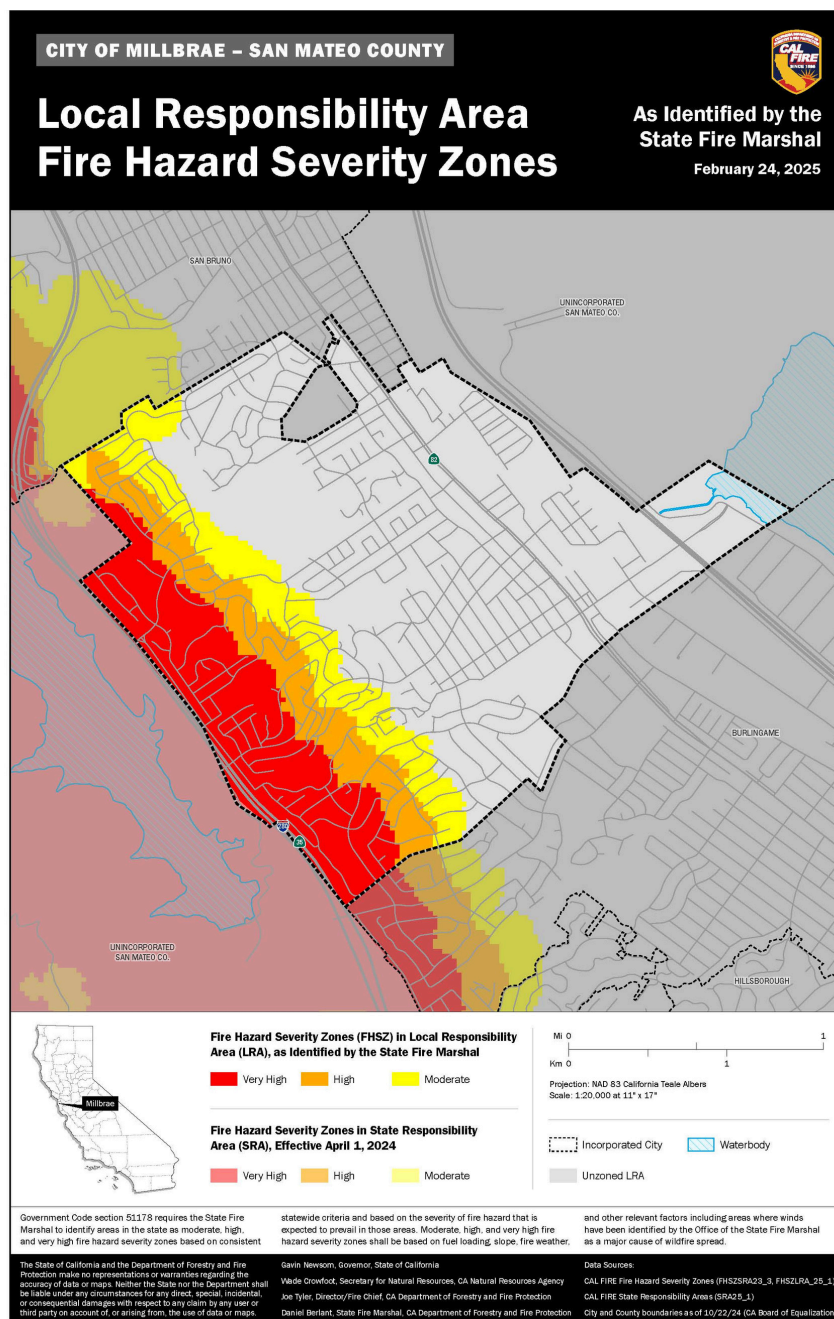 CITY OF MILLBRAE – SAN MATEO COUNTY
CAL
FIRE
SINCE 1885
Local Responsibility Area
Fire Hazard Severity Zones
As Identified by the
State Fire Marshal
February 24, 2025
SAN BRUNO
UNINCORPORATED
SAN MATEO CO.
82
BURLINGAME
35
UNINCORPORATED
SAN MATEO CO.
HILLSBOROUGH
Millbrae
Fire Hazard Severity Zones (FHSZ) in Local Responsibility
Area (LRA), as Identified by the State Fire Marshal
Very High
High
Moderate
Fire Hazard Severity Zones in State Responsibility
Area (SRA), Effective April 1, 2024
Very High
High
Moderate
Mi 0
1
Km 0
1
Projection: NAD 83 California Teale Albers
Scale: 1:20,000 at 11" x 17"
Incorporated City
Waterbody
Unzoned LRA
Government Code section 51178 requires the State Fire
Marshal to identify areas in the state as moderate, high,
and very high fire hazard severity zones based on consistent
statewide criteria and based on the severity of fire hazard that is
expected to prevail in those areas. Moderate, high, and very high fire
hazard severity zones shall be based on fuel loading, slope, fire weather,
and other relevant factors including areas where winds
have been identified by the Office of the State Fire Marshal
as a major cause of wildfire spread.
The State of California and the Department of Forestry and Fire
Protection make no representations or warranties regarding the
accuracy of data or maps. Neither the State nor the Department shall
be liable under any circumstances for any direct, special, incidental,
or consequential damages with respect to any claim by any user or
third party on account of, or arising from, the use of data or maps.
Gavin Newsom, Governor, State of California
Wade Crowfoot, Secretary for Natural Resources, CA Natural Resources Agency
Joe Tyler, Director/Fire Chief, CA Department of Forestry and Fire Protection
Daniel Berlant, State Fire Marshal, CA Department of Forestry and Fire Protection
Data Sources:
CAL FIRE Fire Hazard Severity Zones (FHSZSRA23_3, FHSZLRA_25_1)
CAL FIRE State Responsibility Areas (SRA25_1)
City and County boundaries as of 10/22/24 (CA Board of Equalization